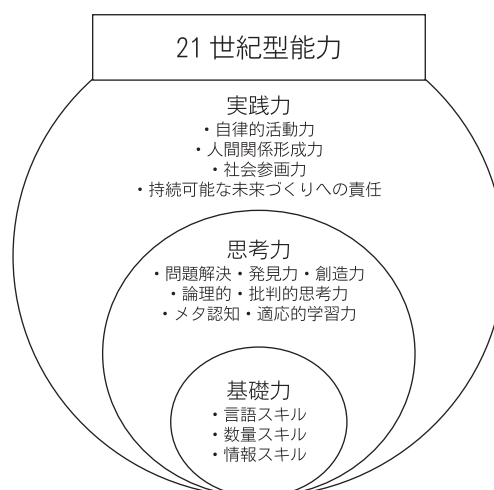 21 世紀型能力
実践力
・自律的活動力
・人間関係形成力
・社会参画力
・持続可能な未来づくりへの責任
思考力
・問題解決・発見力・創造力
・論理的・批判的思考力
・メタ認知・適応的学習力
基礎力
・言語スキル
・数量スキル
・情報スキル